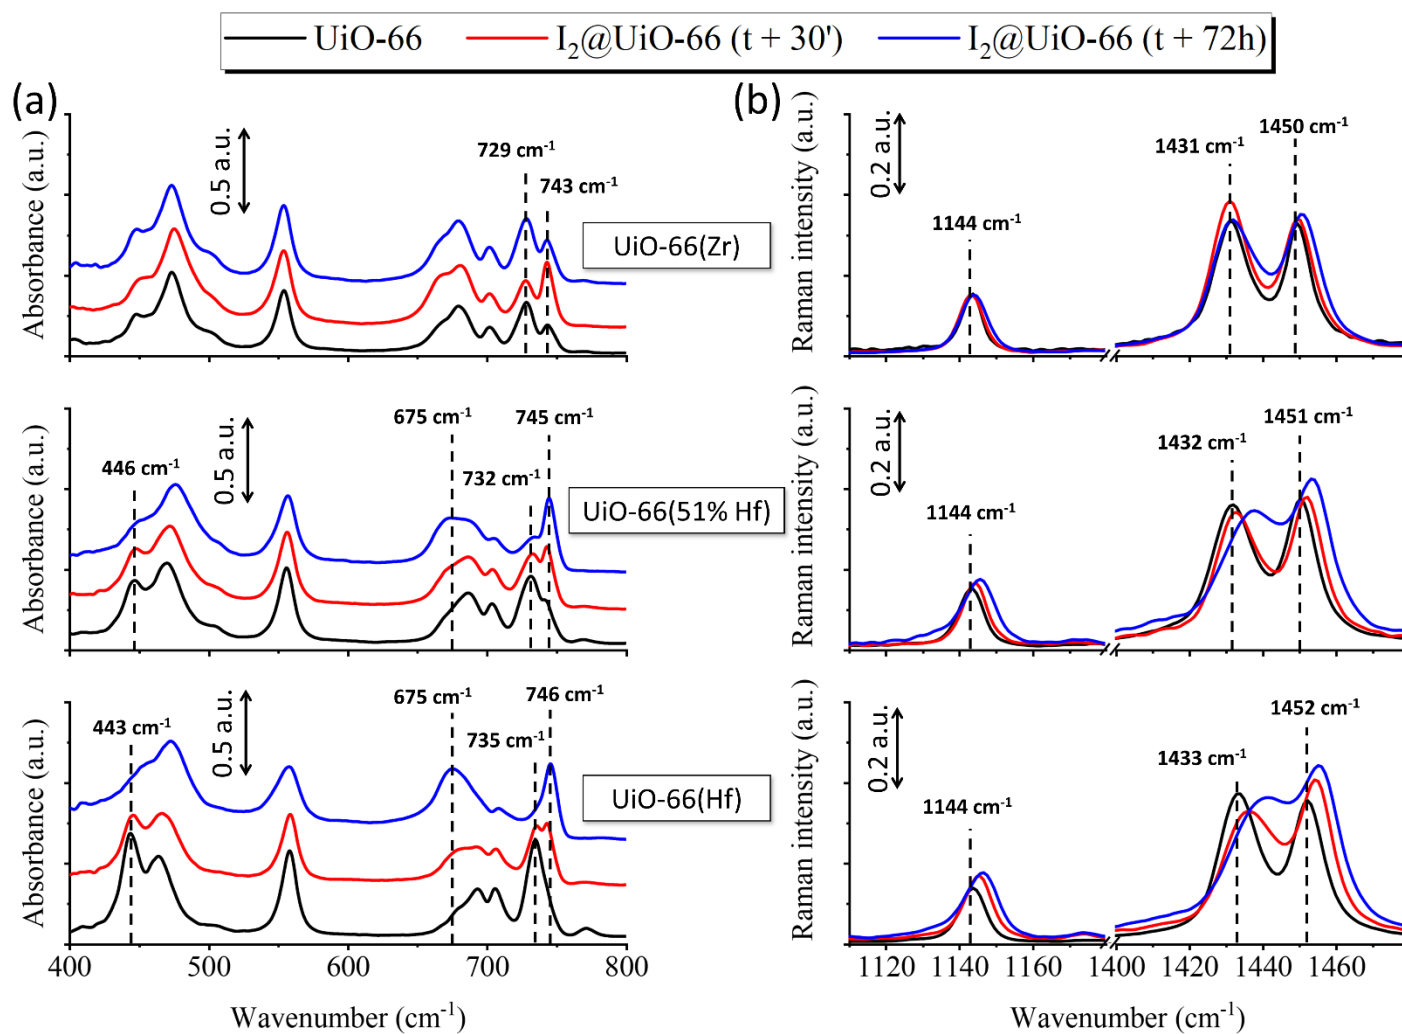 UiO-66 I₂@UiO-66 (t + 30') I₂@UiO-66 (t + 72h)
(a)
Absorbance (a.u.)
0.5 a.u.
729 cm⁻¹
743 cm⁻¹
UiO-66(Zr)
Absorbance (a.u.)
0.5 a.u.
446 cm⁻¹
675 cm⁻¹
745 cm⁻¹
732 cm⁻¹
UiO-66(51% Hf)
Absorbance (a.u.)
0.5 a.u.
443 cm⁻¹
675 cm⁻¹
746 cm⁻¹
735 cm⁻¹
UiO-66(Hf)
400 500 600 700 800
Wavenumber (cm⁻¹)
(b)
Raman intensity (a.u.)
0.2 a.u.
1144 cm⁻¹
1431 cm⁻¹
1450 cm⁻¹
Raman intensity (a.u.)
0.2 a.u.
1144 cm⁻¹
1432 cm⁻¹
1451 cm⁻¹
Raman intensity (a.u.)
0.2 a.u.
1144 cm⁻¹
1433 cm⁻¹
1452 cm⁻¹
1120 1140 1160 1400 1420 1440 1460
Wavenumber (cm⁻¹)